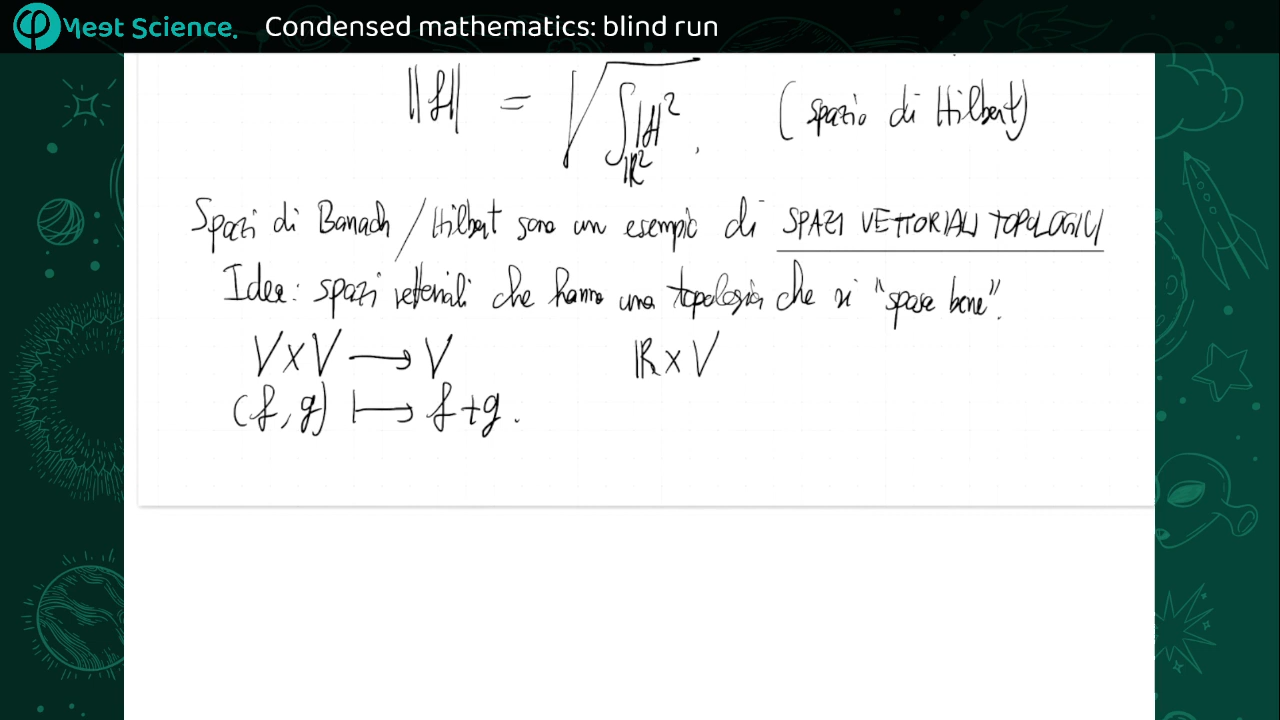 Meet Science.
Condensed mathematics: blind run
||f|| = √∫_{ℝ²} |f|². (spazio di Hilbert)
Spazi di Banach / Hilbert sono un esempio di SPAZI VETTORIALI TOPOLOGICI
Idea: spazi vettoriali che hanno una topologia che si "sposa bene".
V × V → V ℝ × V
(f, g) ↦ f + g.